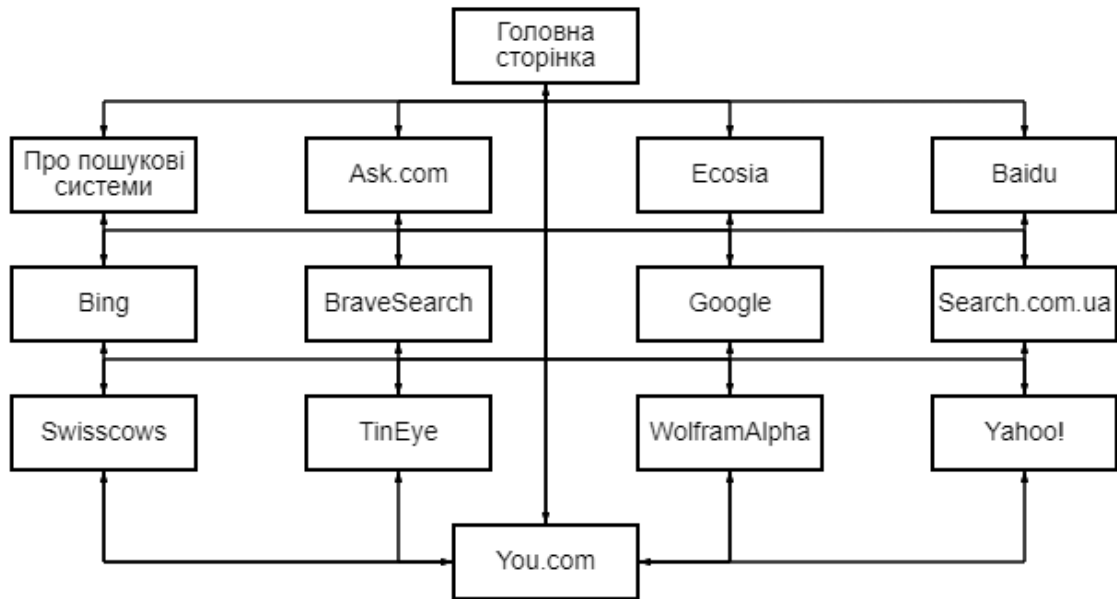 Головна
сторінка
Про пошукові
системи
Ask.com
Ecosia
Baidu
Bing
BraveSearch
Google
Search.com.ua
Swisscows
TinEye
WolframAlpha
Yahoo!
You.com